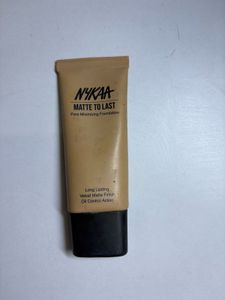 NYKAA
MATTE TO LAST
Pore Minimizing Foundation
Long Lasting
Velvet Matte Finish
Oil Control Action